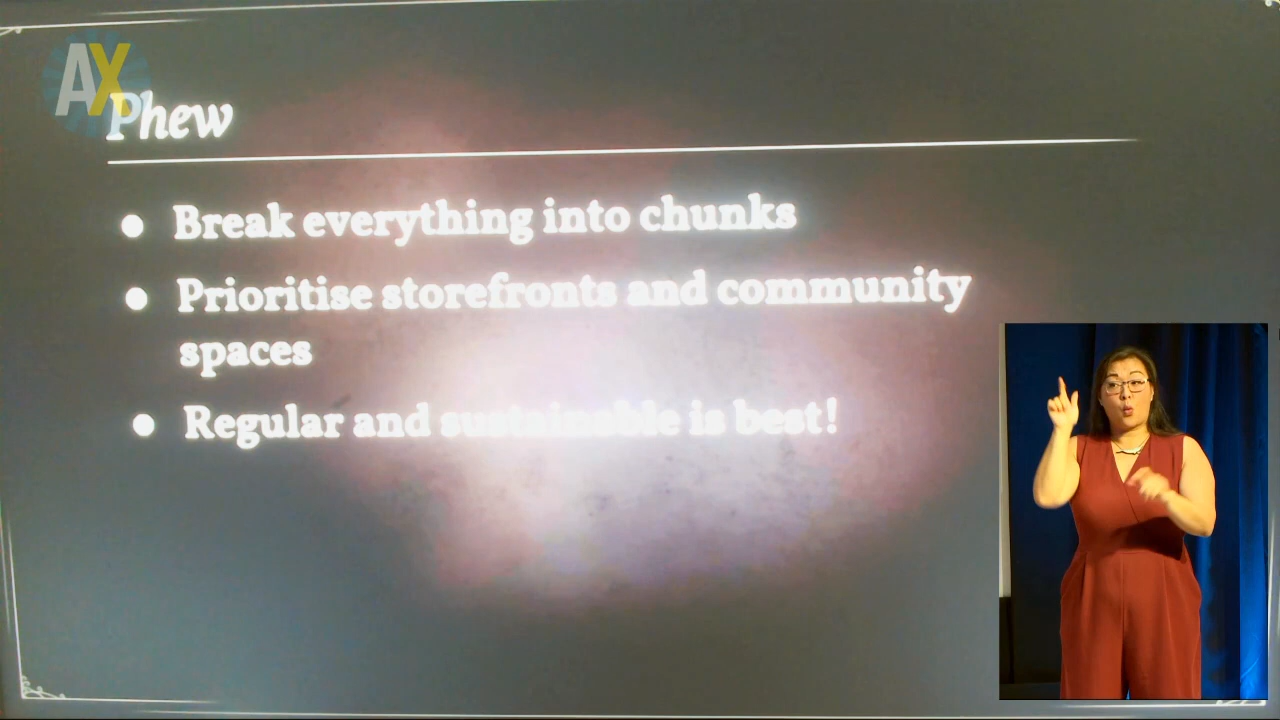 AX
Phew
● Break everything into chunks
● Prioritise storefronts and community
spaces
● Regular and sustainable is best!